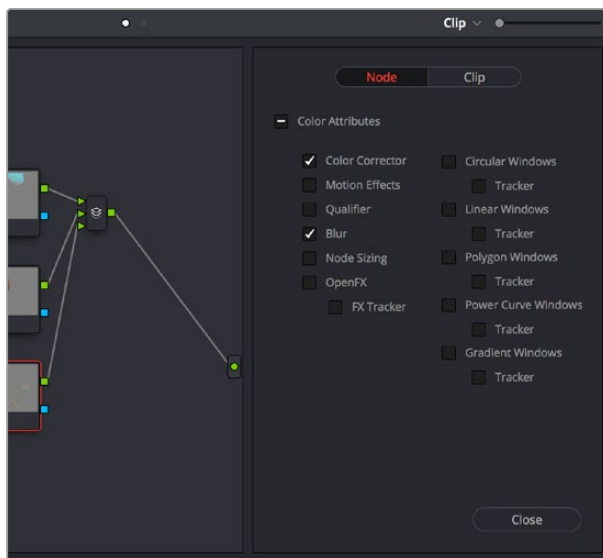 Clip
Node
Clip
Color Attributes
Color Corrector
Motion Effects
Qualifier
Blur
Node Sizing
OpenFX
FX Tracker
Circular Windows
Tracker
Linear Windows
Tracker
Polygon Windows
Tracker
Power Curve Windows
Tracker
Gradient Windows
Tracker
Close